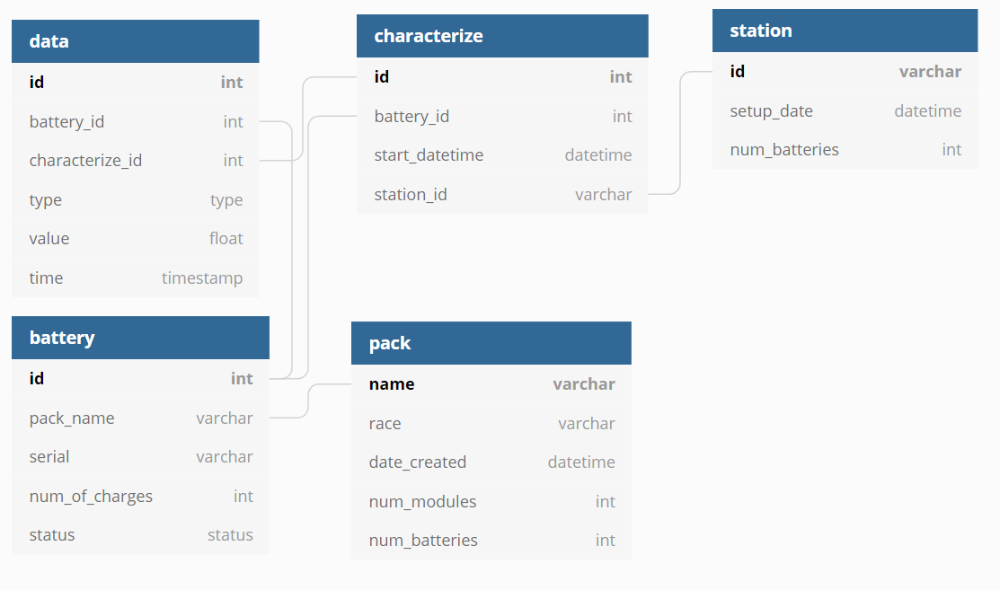 data
id int
battery_id int
characterize_id int
type type
value float
time timestamp
characterize
id int
battery_id int
start_datetime datetime
station_id varchar
station
id varchar
setup_date datetime
num_batteries int
battery
id int
pack_name varchar
serial varchar
num_of_charges int
status status
pack
name varchar
race varchar
date_created datetime
num_modules int
num_batteries int